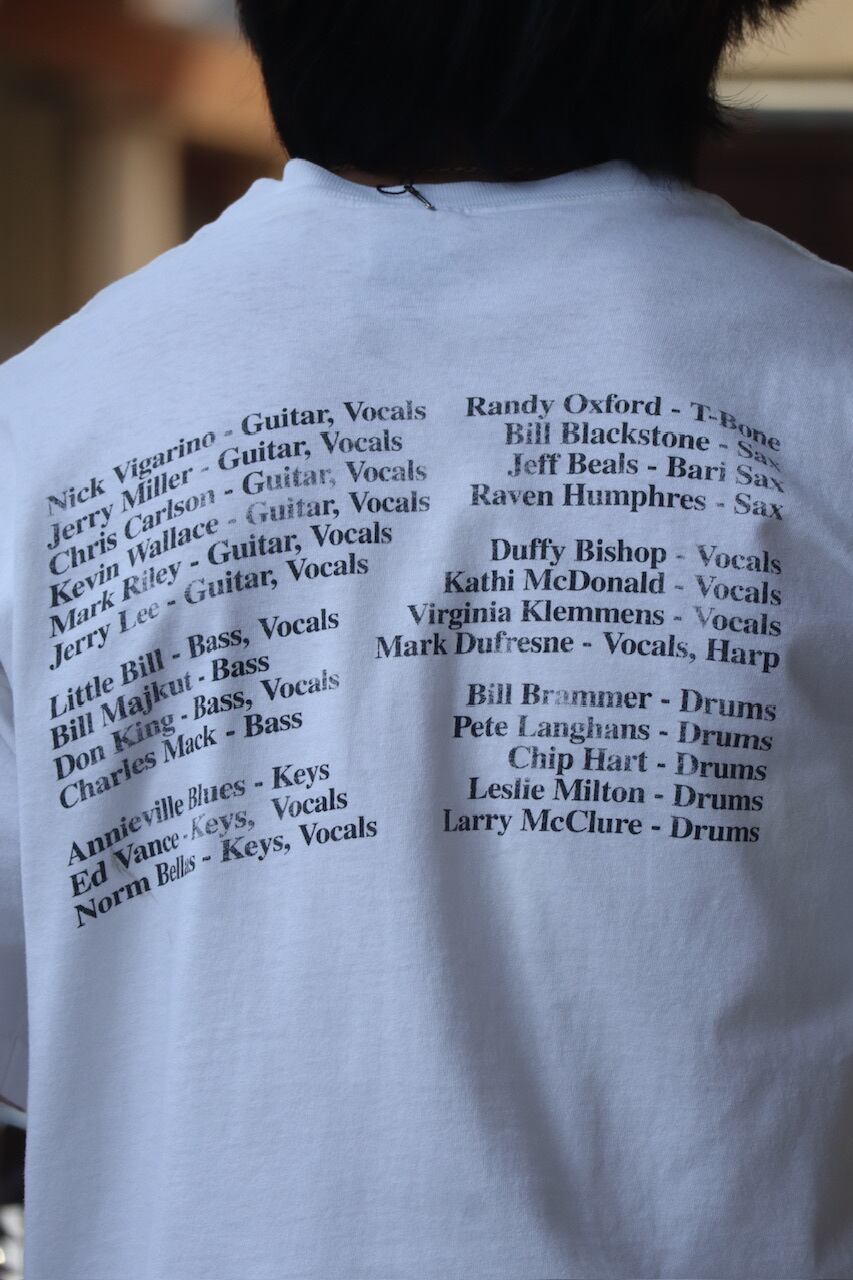 Nick Vigarino - Guitar, Vocals
Jerry Miller - Guitar, Vocals
Chris Carlson - Guitar, Vocals
Kevin Wallace - Guitar, Vocals
Mark Riley - Guitar, Vocals
Jerry Lee - Guitar, Vocals
Little Bill - Bass, Vocals
Bill Majkut - Bass
Don King - Bass, Vocals
Charles Mack - Bass
Annieville Blues - Keys
Ed Vance - Keys, Vocals
Norm Bellas - Keys, Vocals
Randy Oxford - T-Bone
Bill Blackstone - Sax
Jeff Beals - Bari Sax
Raven Humphres - Sax
Duffy Bishop - Vocals
Kathi McDonald - Vocals
Virginia Klemmens - Vocals
Mark Dufresne - Vocals, Harp
Bill Brammer - Drums
Pete Langhans - Drums
Chip Hart - Drums
Leslie Milton - Drums
Larry McClure - Drums